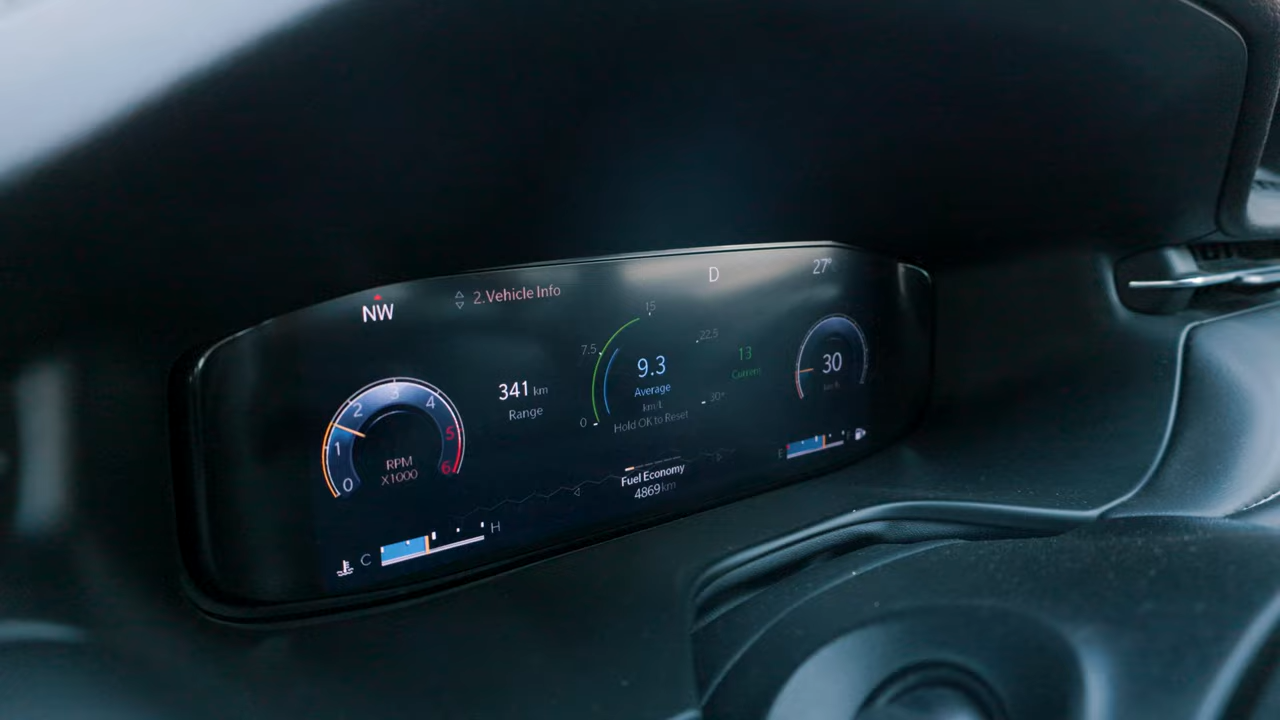 NW
2.Vehicle Info
D
27°
0
1
2
3
4
5
6
RPM
X1000
341 km
Range
0
7.5
15
22.5
30+
9.3
Average
km/L
Hold OK to Reset
13
Current
30
km/h
Fuel Economy
4869 km
C
H
E
F